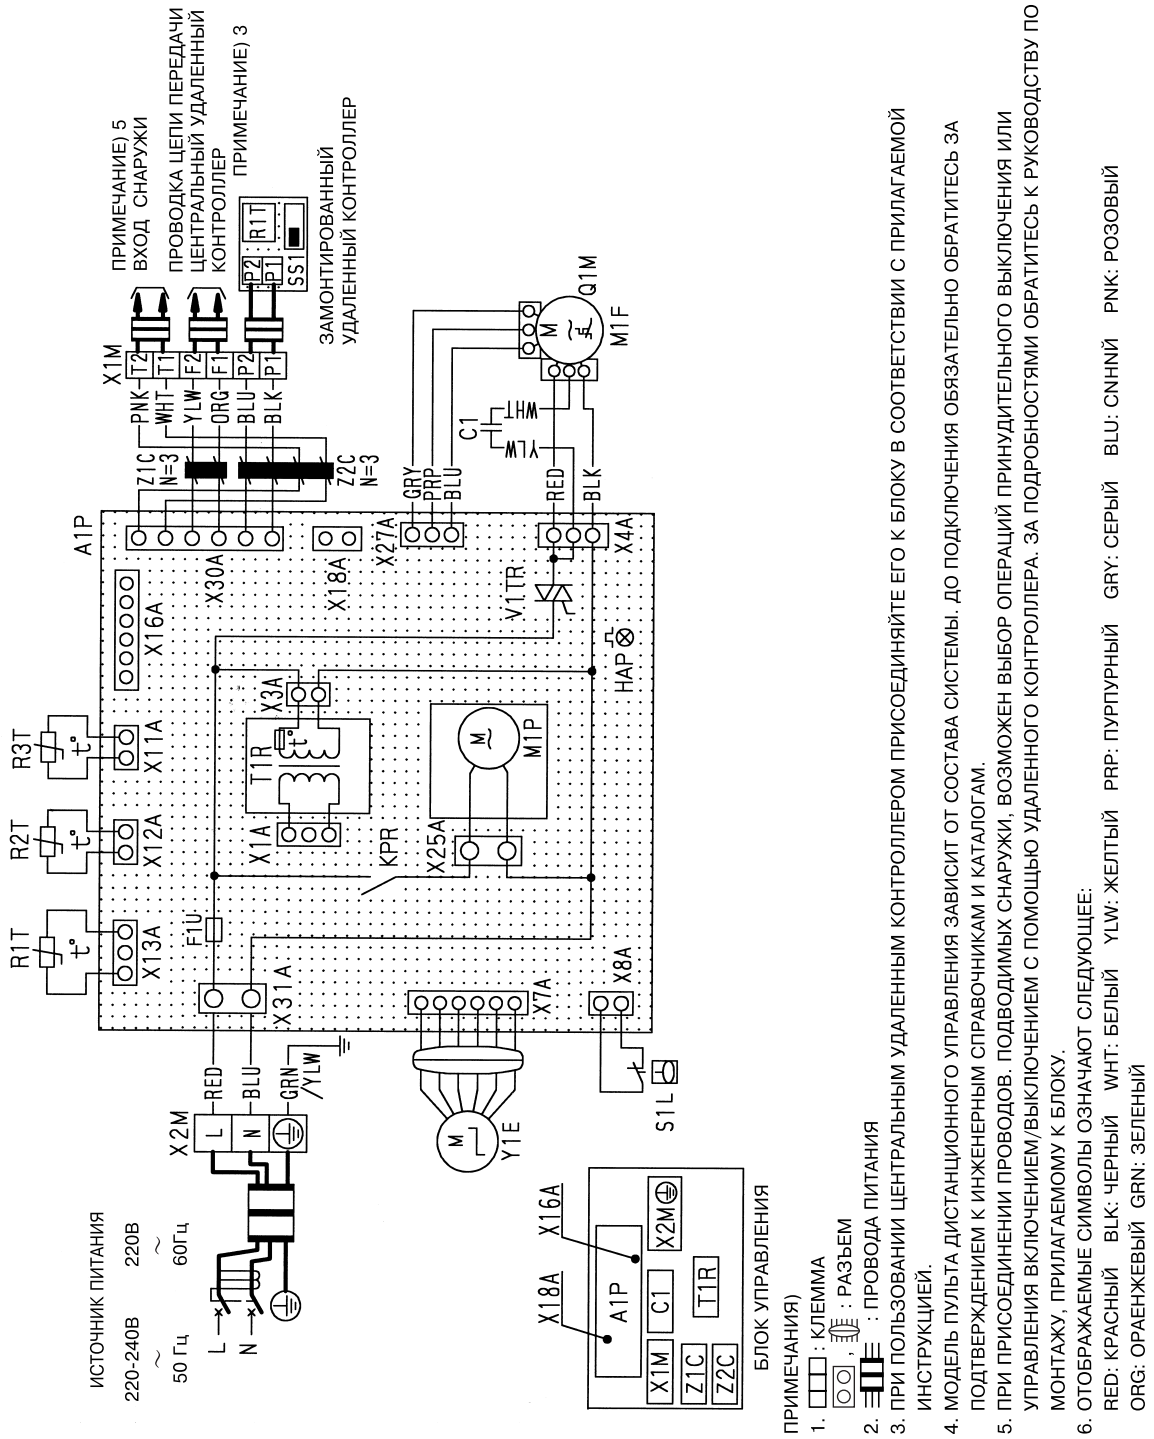 ИСТОЧНИК ПИТАНИЯ
220-240В 220В
~ ~
50 Гц 60Гц
L
N
X2M
L
N
RED
BLU
GRN
/YLW
R1T
t°
X13A
R2T
t°
X12A
R3T
t°
X11A
X16A
A1P
X30A
X18A
X27A
X4A
F1U
X31A
X1A
T1R
t°
X3A
KPR
X25A
M
~
M1P
HAP
V1TR
X7A
X8A
M
Y1E
S1L
Z1C
N=3
Z2C
N=3
PNK
WHT
YLW
ORG
BLU
BLK
X1M
T2
T1
F2
F1
P2
P1
ПРИМЕЧАНИЕ) 5
ВХОД СНАРУЖИ
ПРОВОДКА ЦЕПИ ПЕРЕДАЧИ
ЦЕНТРАЛЬНЫЙ УДАЛЕННЫЙ
КОНТРОЛЛЕР
ПРИМЕЧАНИЕ) 3
P2
P1
R1T
SS1
ЗАМОНТИРОВАННЫЙ
УДАЛЕННЫЙ КОНТРОЛЛЕР
GRY
PRP
BLU
RED
BLK
YLW
WHT
C1
M
~
Q1M
M1F
X18A X16A
A1P
X1M
C1
X2M
Z1C
Z2C
T1R
БЛОК УПРАВЛЕНИЯ
ПРИМЕЧАНИЯ)
1. : КЛЕММА
, : РАЗЪЕМ
2. : ПРОВОДА ПИТАНИЯ
3. ПРИ ПОЛЬЗОВАНИИ ЦЕНТРАЛЬНЫМ УДАЛЕННЫМ КОНТРОЛЛЕРОМ ПРИСОЕДИНЯЙТЕ ЕГО К БЛОКУ В СООТВЕТСТВИИ С ПРИЛАГАЕМОЙ
ИНСТРУКЦИЕЙ.
4. МОДЕЛЬ ПУЛЬТА ДИСТАНЦИОННОГО УПРАВЛЕНИЯ ЗАВИСИТ ОТ СОСТАВА СИСТЕМЫ. ДО ПОДКЛЮЧЕНИЯ ОБЯЗАТЕЛЬНО ОБРАТИТЕСЬ ЗА
ПОДТВЕРЖДЕНИЕМ К ИНЖЕНЕРНЫМ СПРАВОЧНИКАМ И КАТАЛОГАМ.
5. ПРИ ПРИСОЕДИНЕНИИ ПРОВОДОВ. ПОДВОДИМЫХ СНАРУЖИ, ВОЗМОЖЕН ВЫБОР ОПЕРАЦИЙ ПРИНУДИТЕЛЬНОГО ВЫКЛЮЧЕНИЯ ИЛИ
УПРАВЛЕНИЯ ВКЛЮЧЕНИЕМ/ВЫКЛЮЧЕНИЕМ С ПОМОЩЬЮ УДАЛЕННОГО КОНТРОЛЛЕРА. ЗА ПОДРОБНОСТЯМИ ОБРАТИТЕСЬ К РУКОВОДСТВУ ПО
МОНТАЖУ, ПРИЛАГАЕМОМУ К БЛОКУ.
6. ОТОБРАЖАЕМЫЕ СИМВОЛЫ ОЗНАЧАЮТ СЛЕДУЮЩЕЕ:
RED: КРАСНЫЙ BLK: ЧЕРНЫЙ WHT: БЕЛЫЙ YLW: ЖЕЛТЫЙ PRP: ПУРПУРНЫЙ GRY: СЕРЫЙ BLU: СННИЙ PNK: РОЗОВЫЙ
ORG: ОРАЕНЖЕВЫЙ GRN: ЗЕЛЕНЫЙ